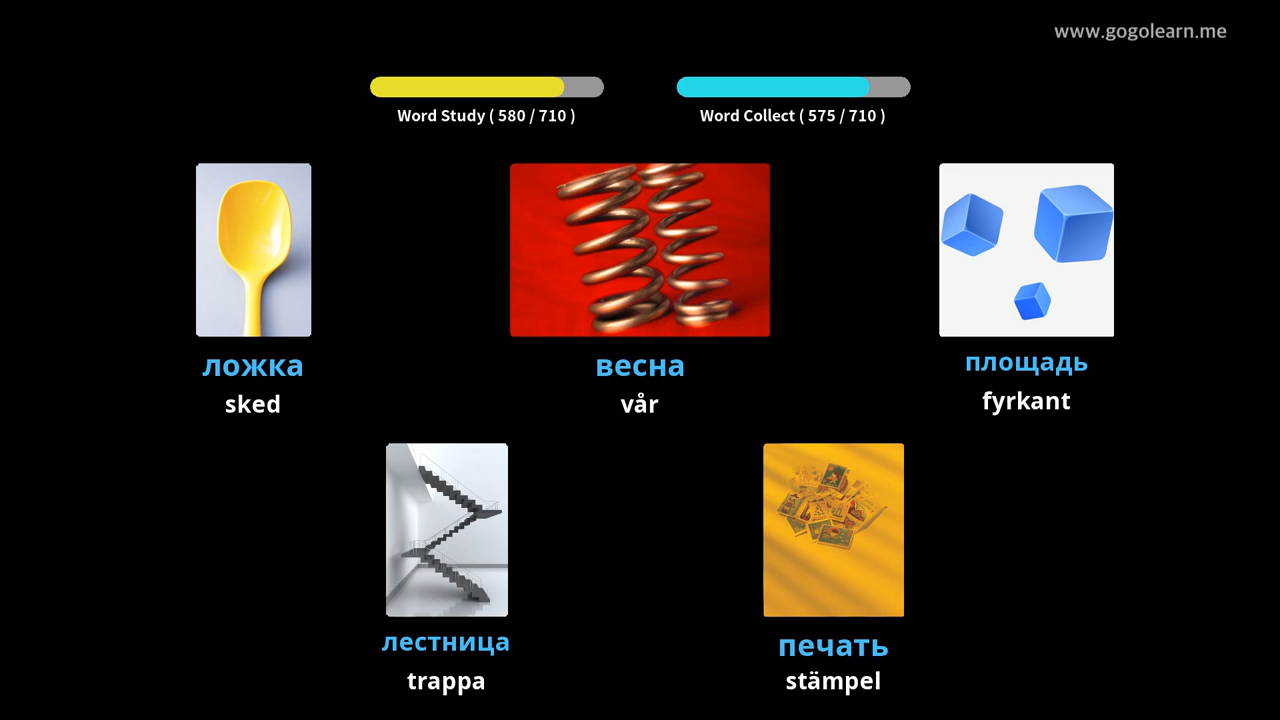 www.gogolearn.me
Word Study ( 580 / 710 )
Word Collect ( 575 / 710 )
ложка
sked
весна
vår
площадь
fyrkant
лестница
trappa
печать
stämpel